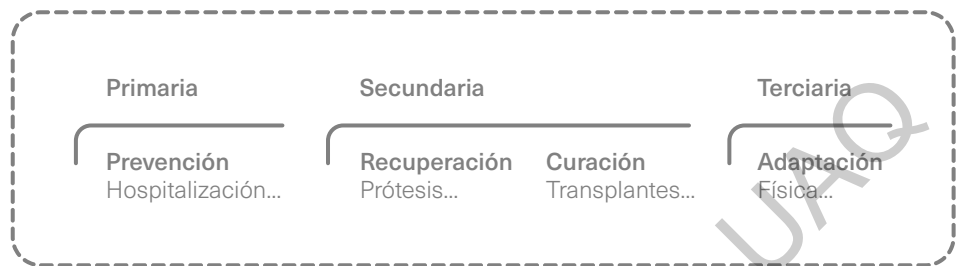 Primaria
Prevención
Hospitalización...
Secundaria
Recuperación
Prótesis...
Curación
Transplantes...
Terciaria
Adaptación
Física...
UAQ